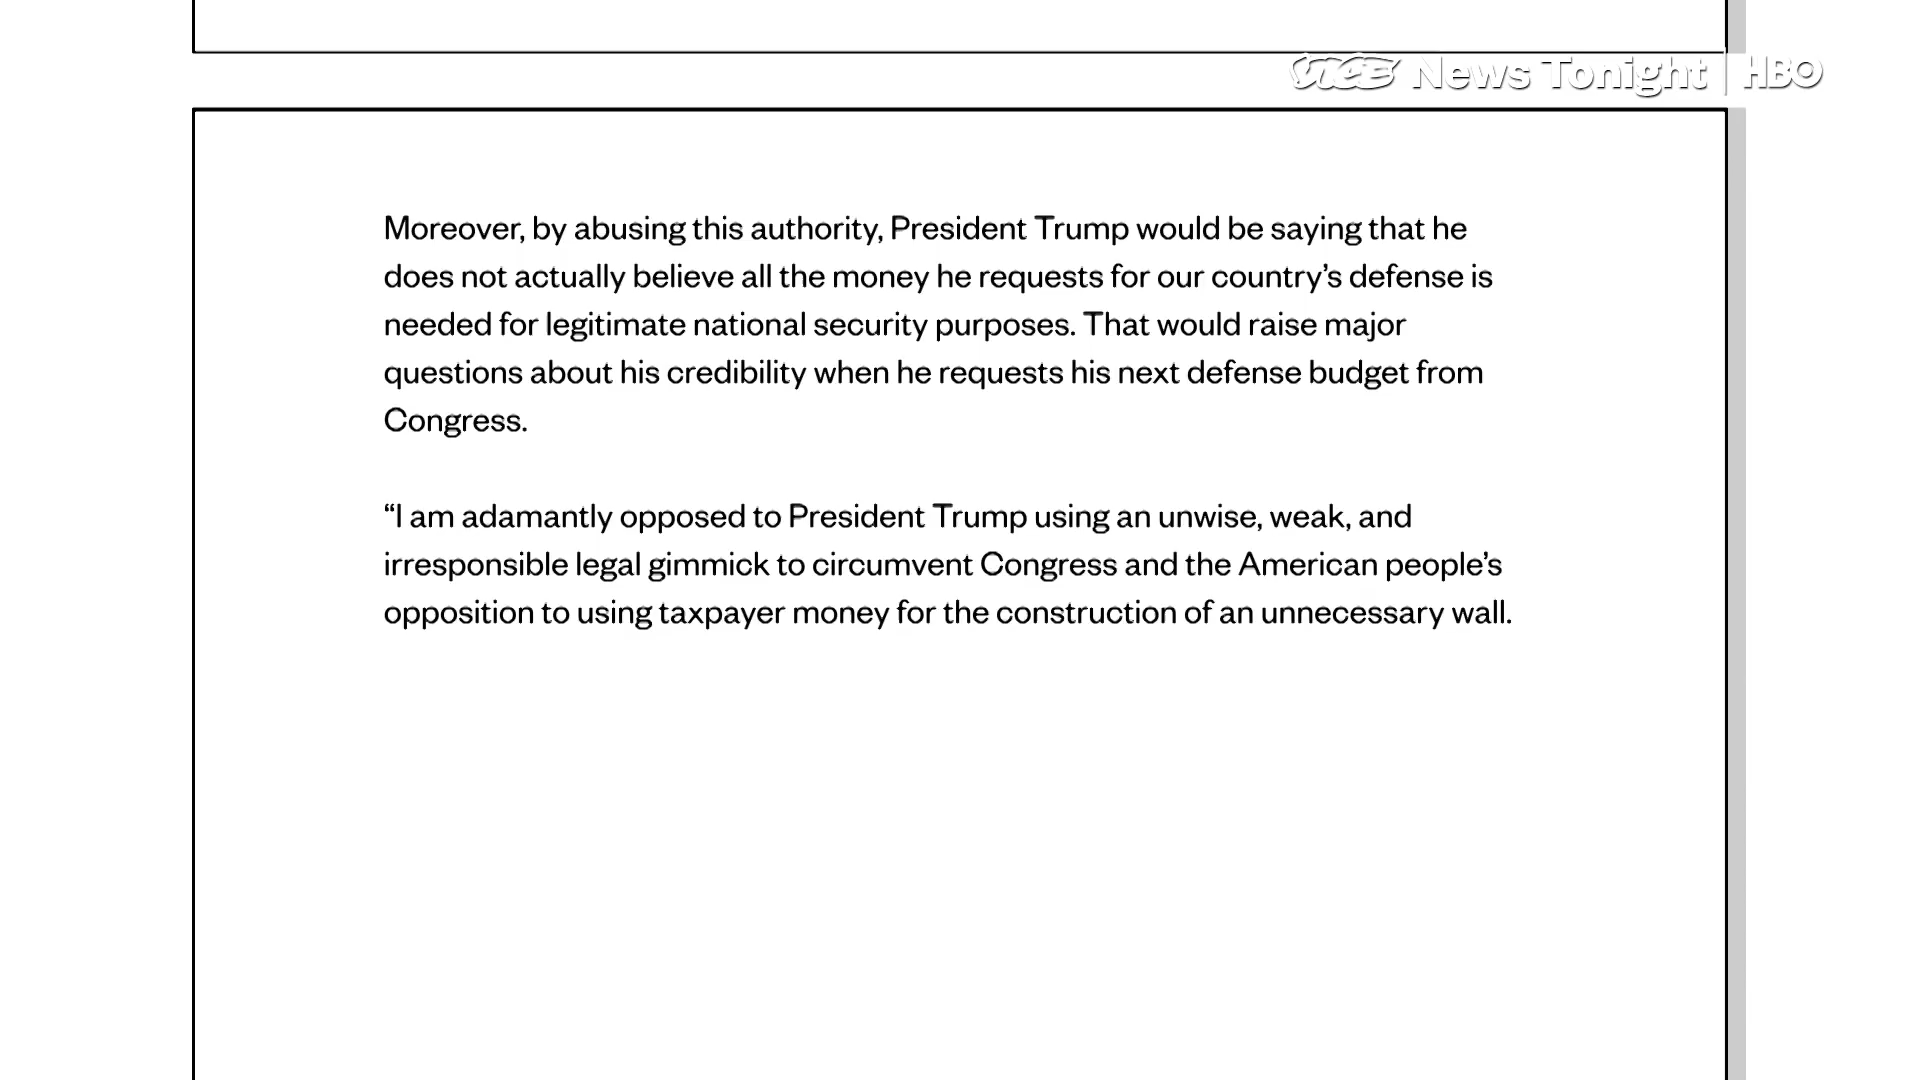 VICE News Tonight | HBO
Moreover, by abusing this authority, President Trump would be saying that he
does not actually believe all the money he requests for our country’s defense is
needed for legitimate national security purposes. That would raise major
questions about his credibility when he requests his next defense budget from
Congress.
“I am adamantly opposed to President Trump using an unwise, weak, and
irresponsible legal gimmick to circumvent Congress and the American people’s
opposition to using taxpayer money for the construction of an unnecessary wall.